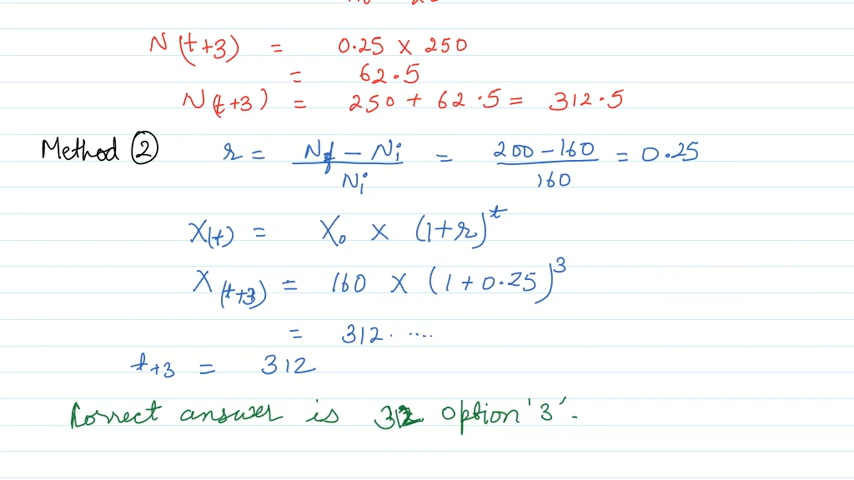 N(t+3) = 0.25 × 250
= 62.5
N(t+3) = 250 + 62.5 = 312.5
Method ② r = (Nf − Ni)/Ni = (200 − 160)/160 = 0.25
X(t) = X₀ × (1+r)^t
X(t+3) = 160 × (1+0.25)^3
= 312. ....
t+3 = 312
Correct answer is 312 option '3'.